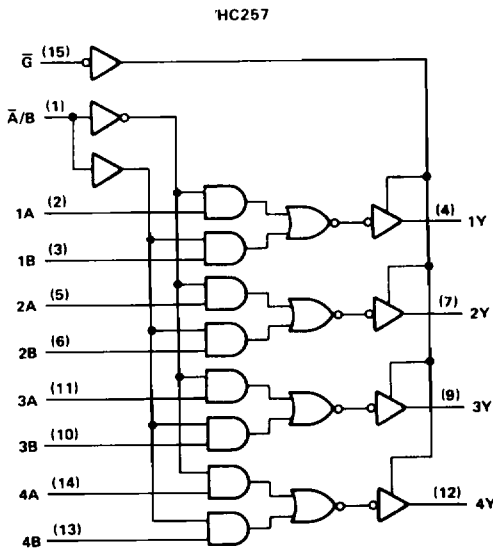 'HC257
G̅ (15)
A̅/B (1)
1A (2)
(4) 1Y
1B (3)
2A (5)
(7) 2Y
2B (6)
3A (11)
(9) 3Y
3B (10)
4A (14)
(12) 4Y
4B (13)